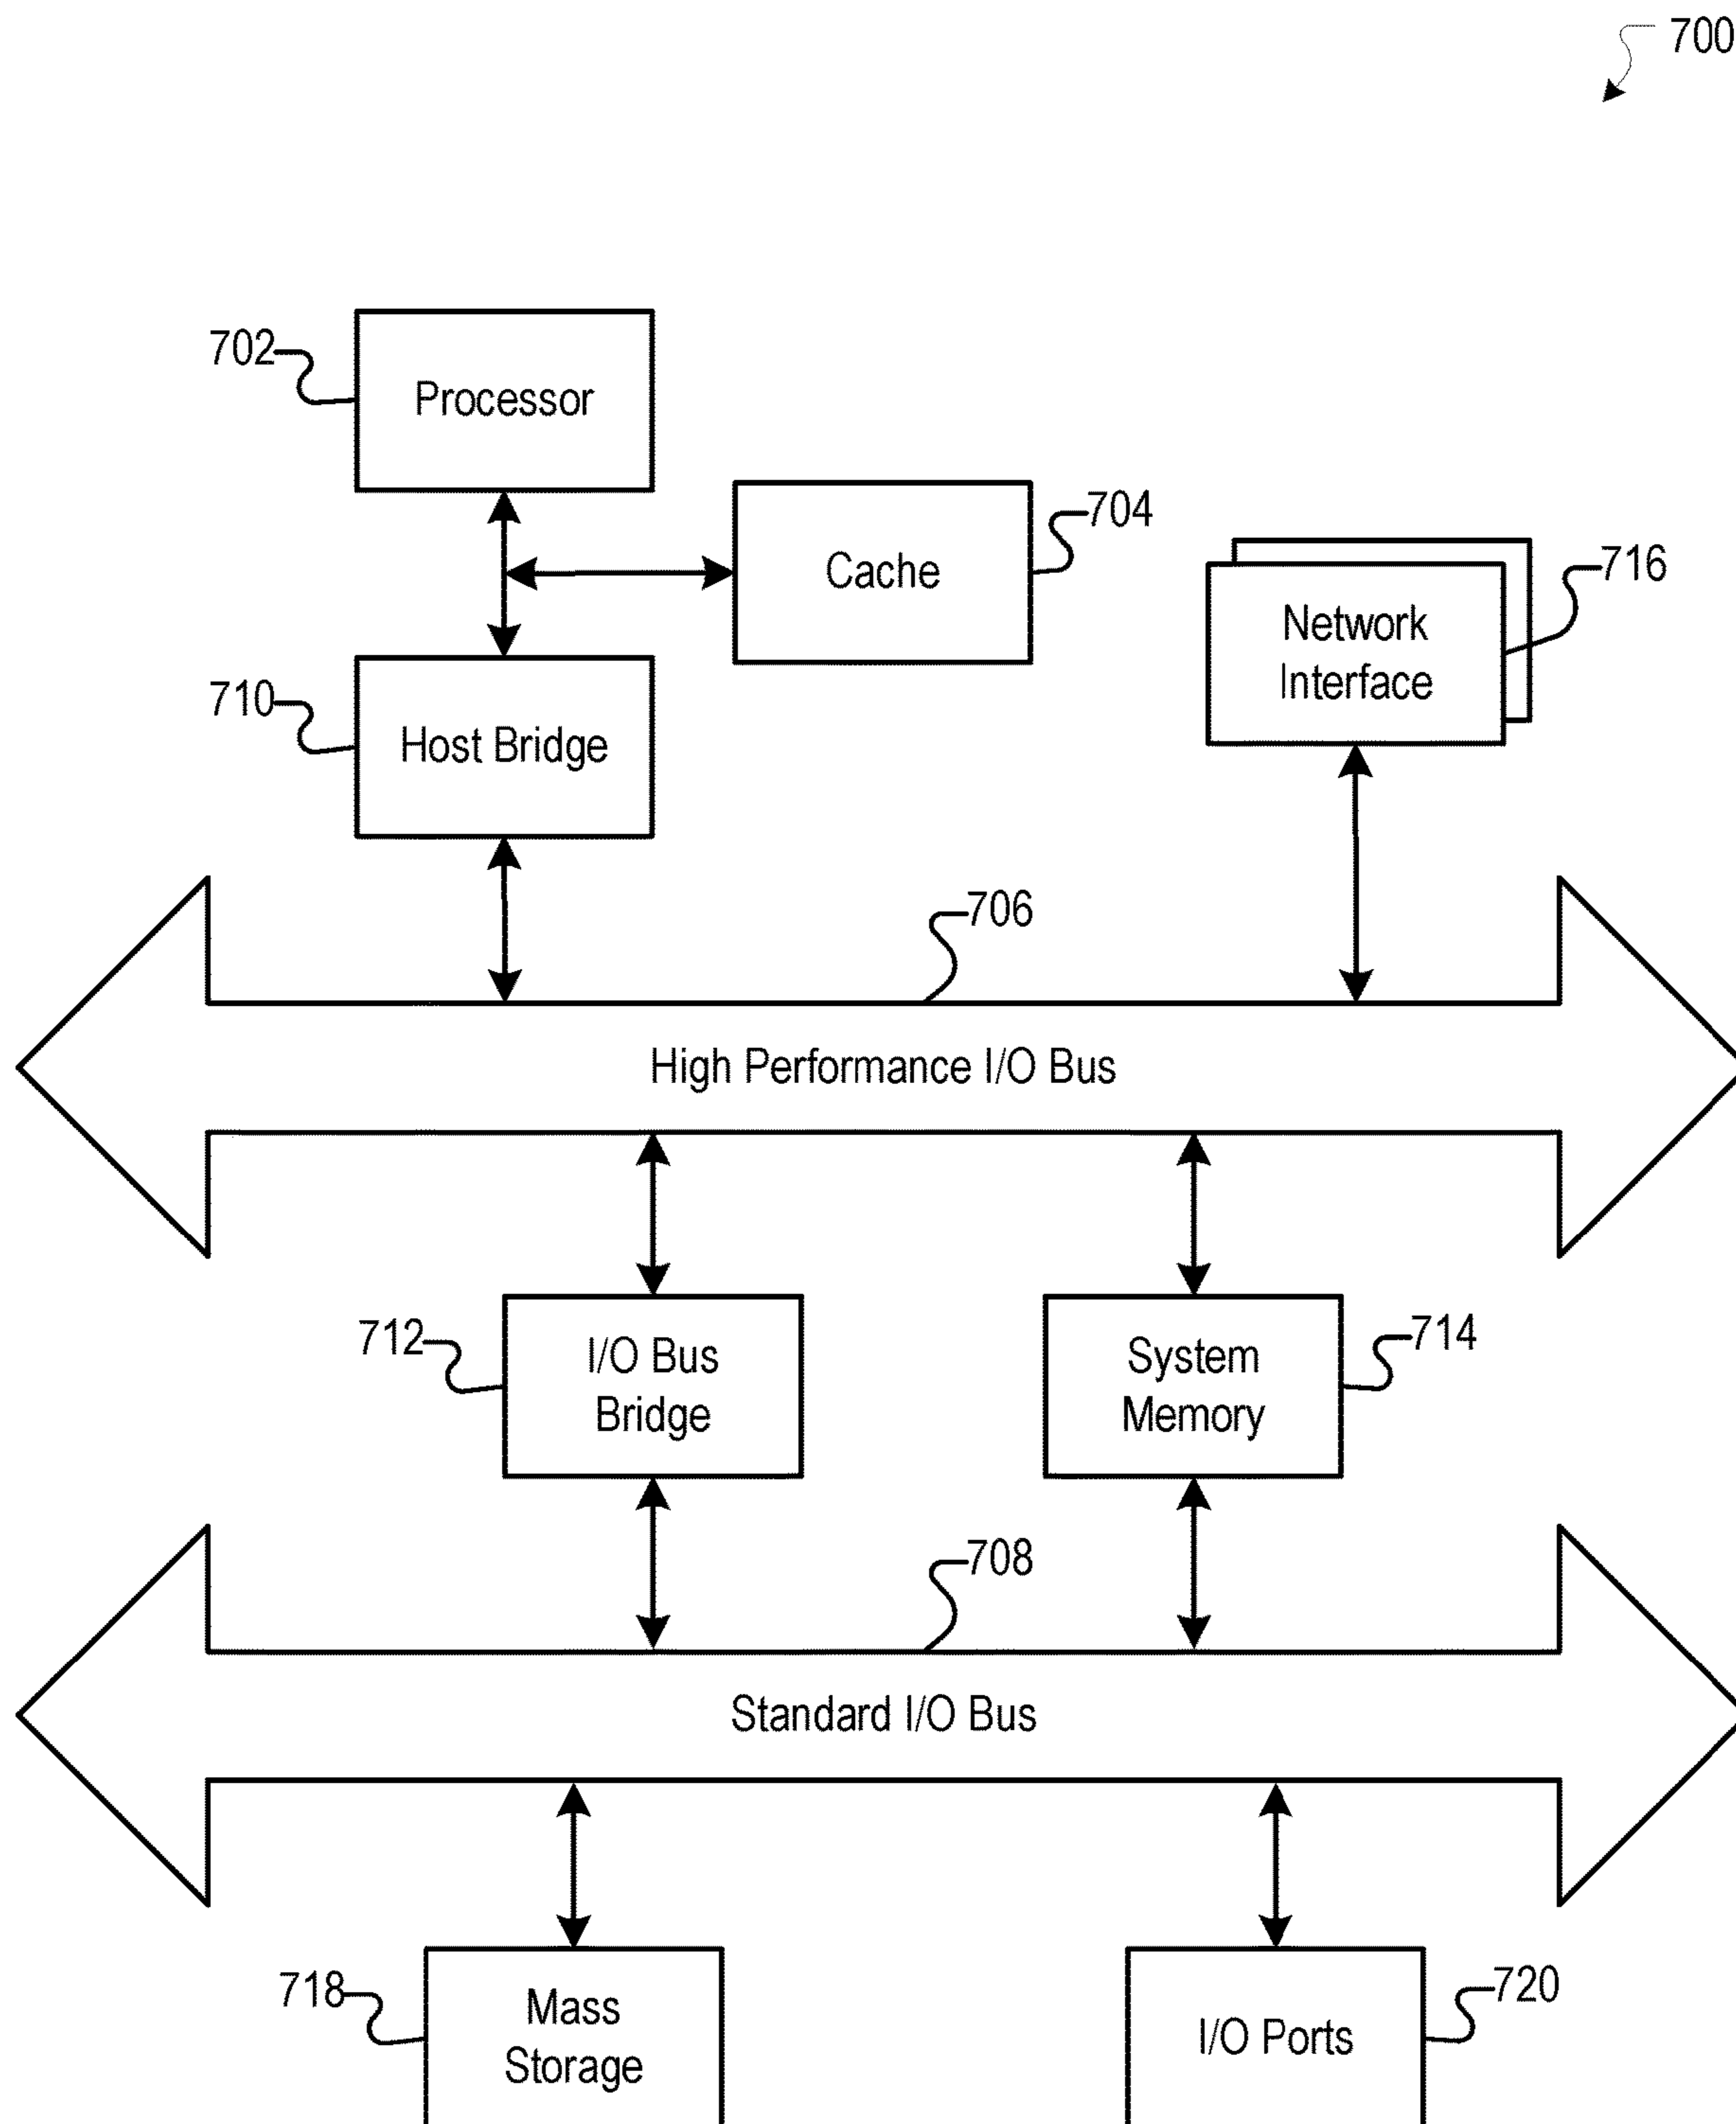 700
702
Processor
704
Cache
716
Network
Interface
710
Host Bridge
706
High Performance I/O Bus
712
I/O Bus
Bridge
714
System
Memory
708
Standard I/O Bus
718
Mass
Storage
720
I/O Ports